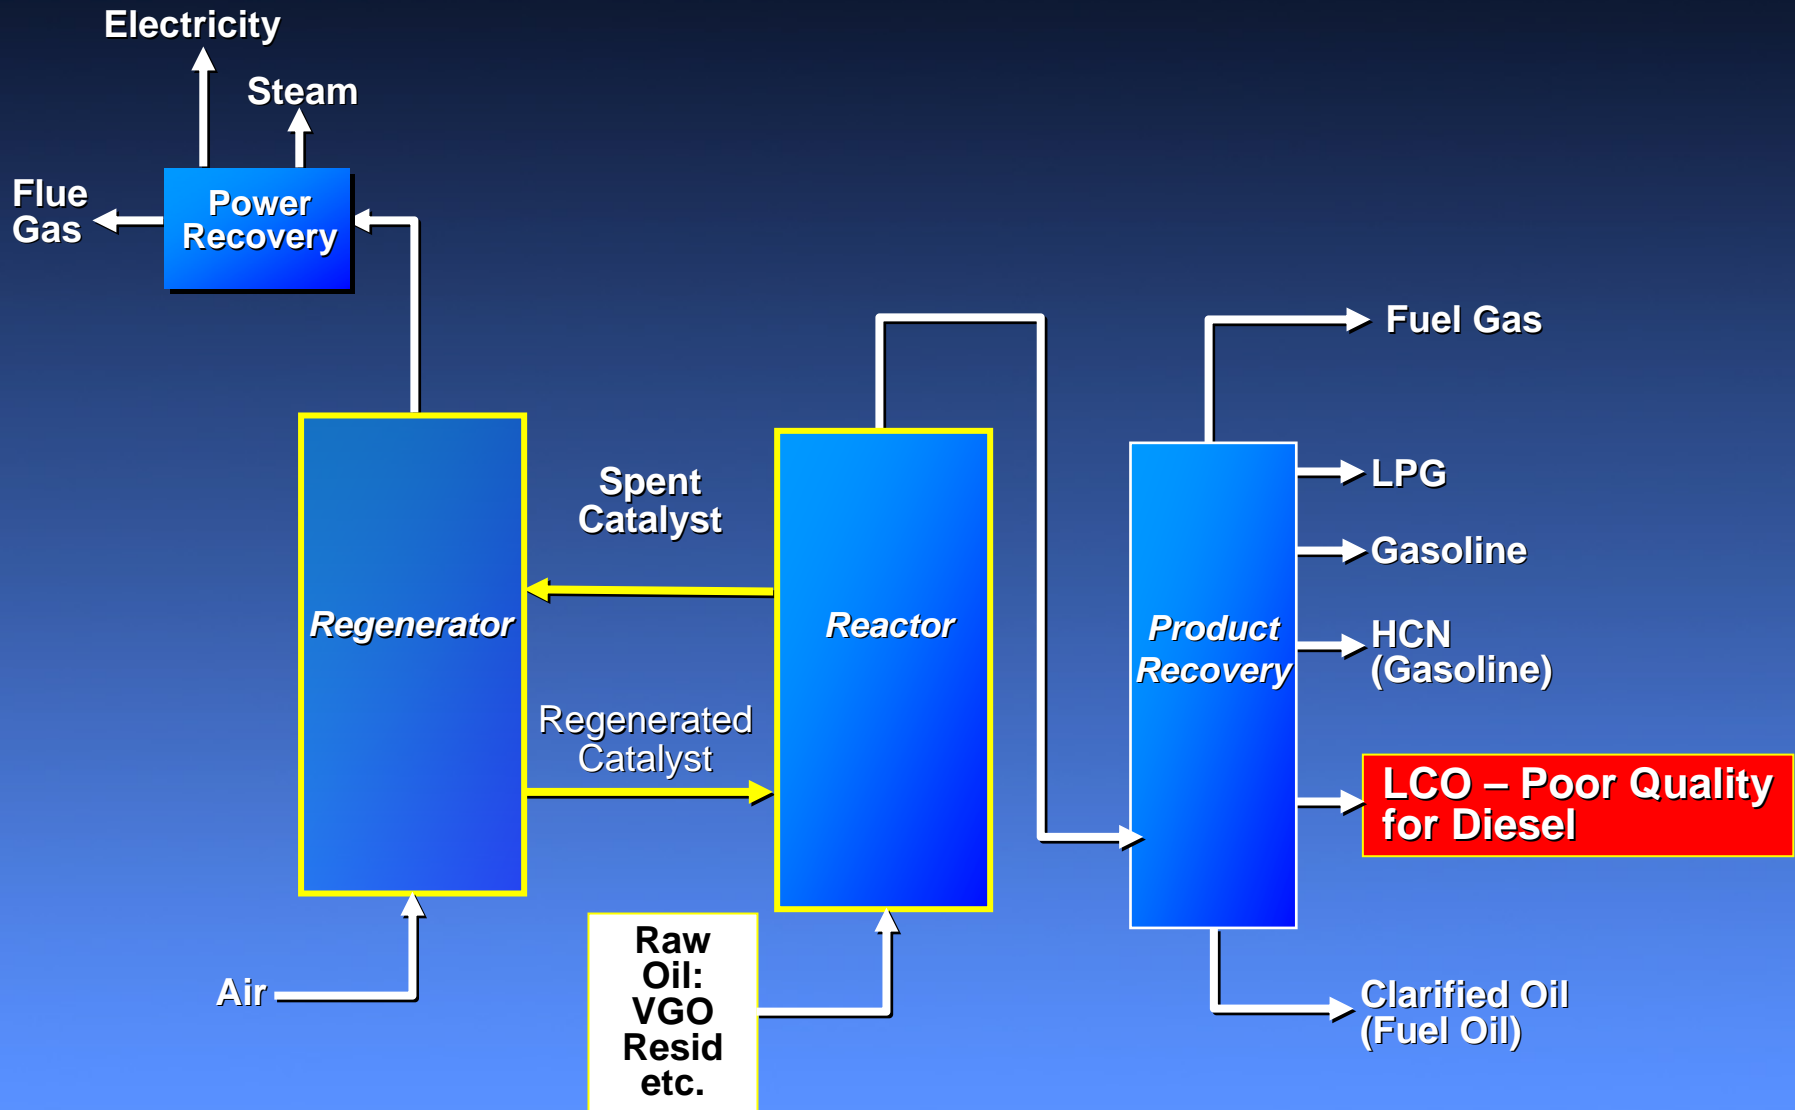 Electricity
Steam
Flue
Gas
Power
Recovery
Fuel Gas
Spent
Catalyst
LPG
Gasoline
Regenerator
Reactor
Product
Recovery
HCN
(Gasoline)
Regenerated
Catalyst
LCO – Poor Quality
for Diesel
Air
Raw
Oil:
VGO
Resid
etc.
Clarified Oil
(Fuel Oil)